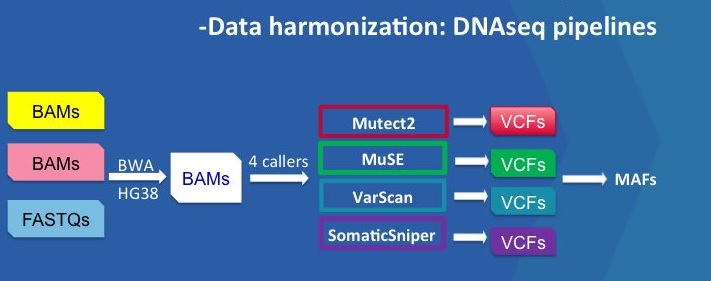 -Data harmonization: DNAseq pipelines
BAMs
BAMs
FASTQs
BWA
HG38
BAMs
4 callers
Mutect2
MuSE
VarScan
SomaticSniper
VCFs
VCFs
VCFs
VCFs
MAFs